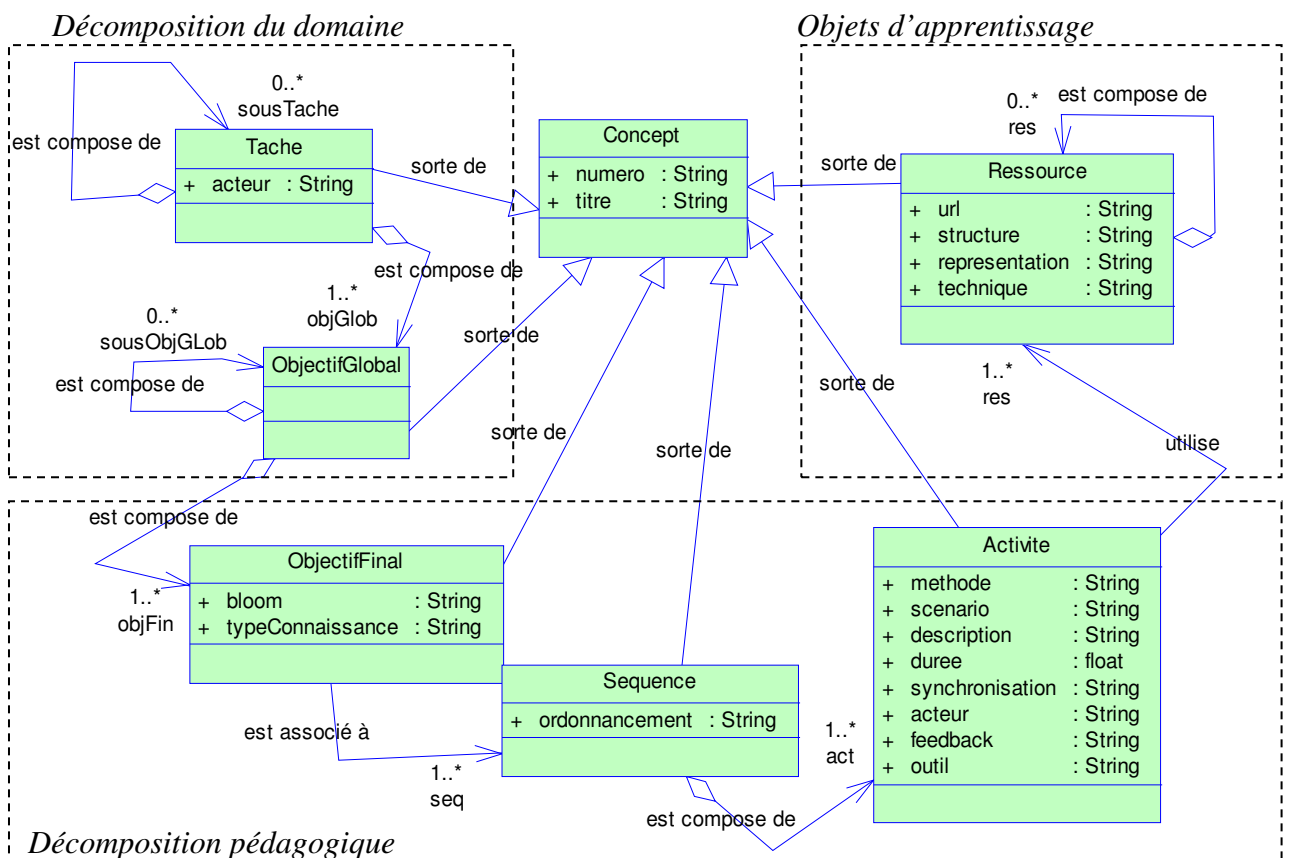 Décomposition du domaine
Objets d'apprentissage
0..*
sousTache
est compose de
Tache
+ acteur : String
sorte de
Concept
+ numero : String
+ titre : String
sorte de
0..*
res
est compose de
Ressource
+ url : String
+ structure : String
+ representation : String
+ technique : String
est compose de
1..*
objGlob
0..*
sousObjGLob
est compose de
ObjectifGlobal
sorte de
sorte de
sorte de
sorte de
1..*
res
utilise
est compose de
1..*
objFin
ObjectifFinal
+ bloom : String
+ typeConnaissance : String
est associé à
1..*
seq
Sequence
+ ordonnancement : String
est compose de
1..*
act
Activite
+ methode : String
+ scenario : String
+ description : String
+ duree : float
+ synchronisation : String
+ acteur : String
+ feedback : String
+ outil : String
Décomposition pédagogique